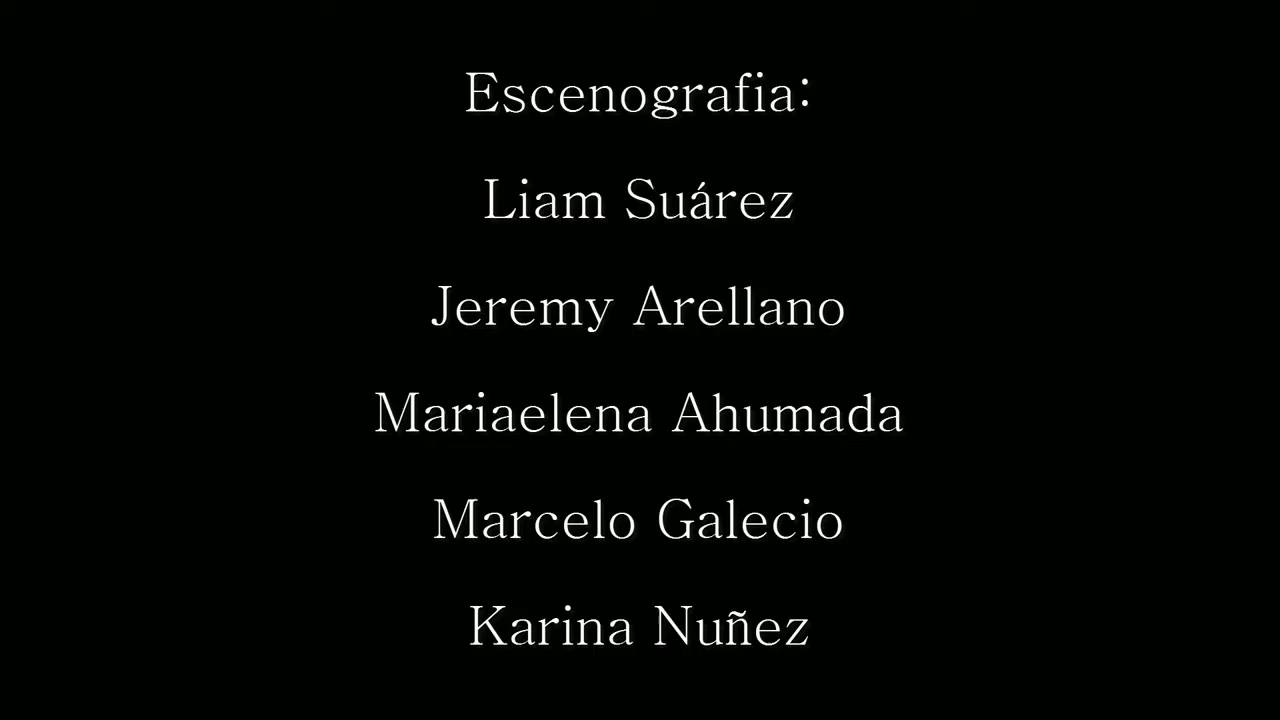 Escenografia:
Liam Suárez
Jeremy Arellano
Mariaelena Ahumada
Marcelo Galecio
Karina Nuñez